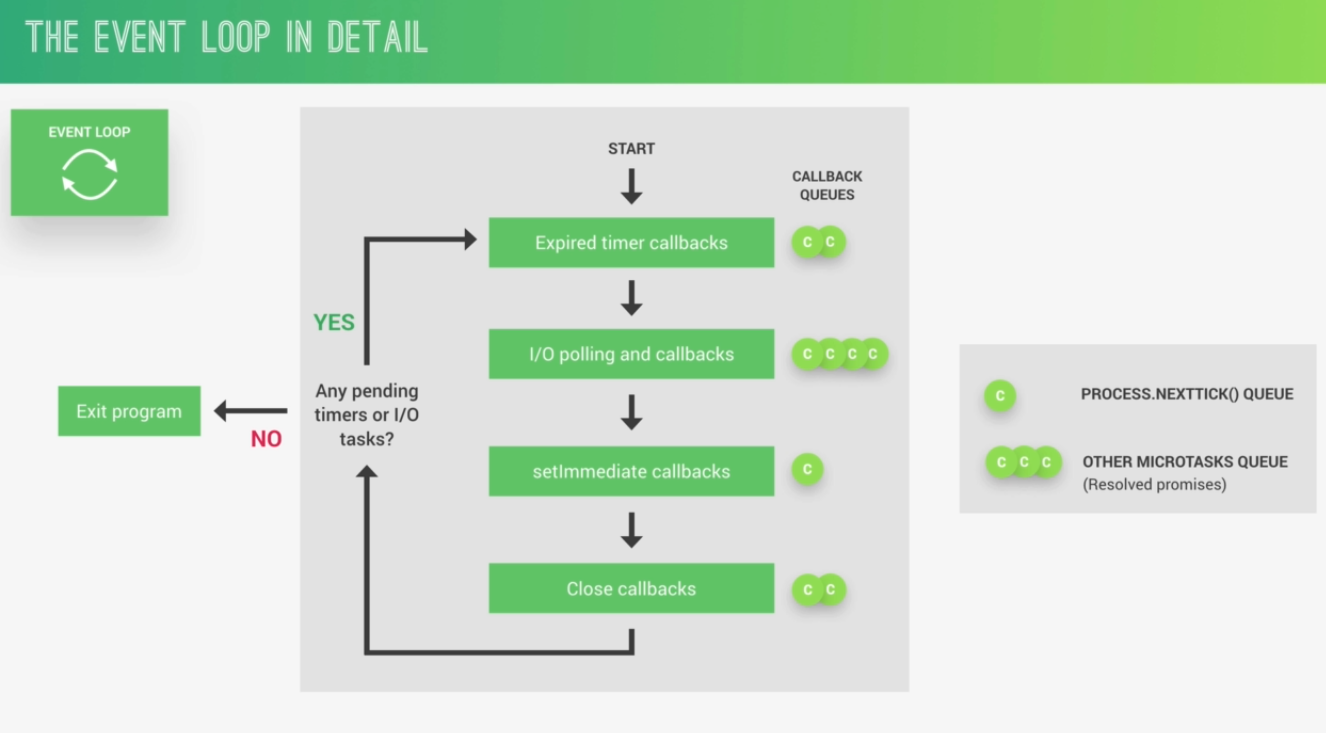 THE EVENT LOOP IN DETAIL
EVENT LOOP
START
CALLBACK
QUEUES
Expired timer callbacks
C C
YES
I/O polling and callbacks
C C C C
Any pending
timers or I/O
tasks?
Exit program
NO
setImmediate callbacks
C
Close callbacks
C C
C
PROCESS.NEXTTICK() QUEUE
C C C
OTHER MICROTASKS QUEUE
(Resolved promises)